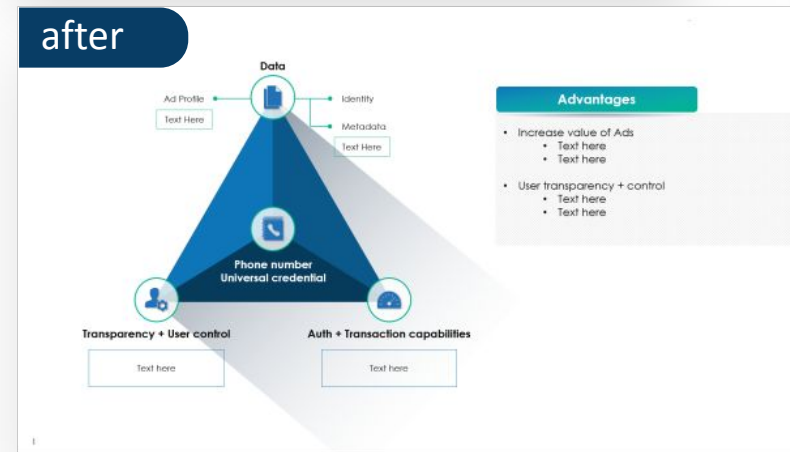 after
Data
Ad Profile
Text Here
Identity
Metadata
Text Here
Phone number
Universal credential
Transparency + User control
Text here
Auth + Transaction capabilities
Text here
Advantages
• Increase value of Ads
• Text here
• Text here
• User transparency + control
• Text here
• Text here
1